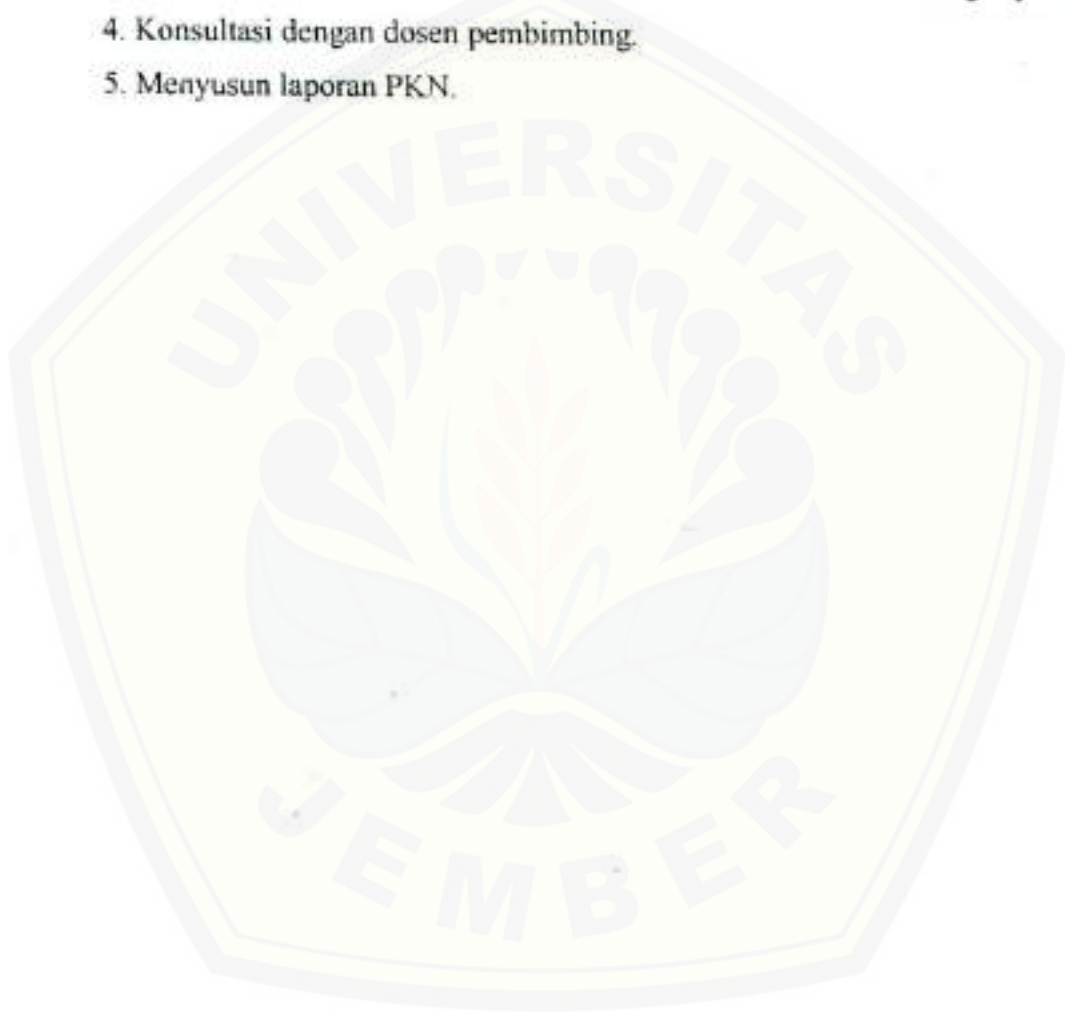 4. Konsultasi dengan dosen pembimbing.
5. Menyusun laporan PKN.
UNIVERSITAS
JEMBER